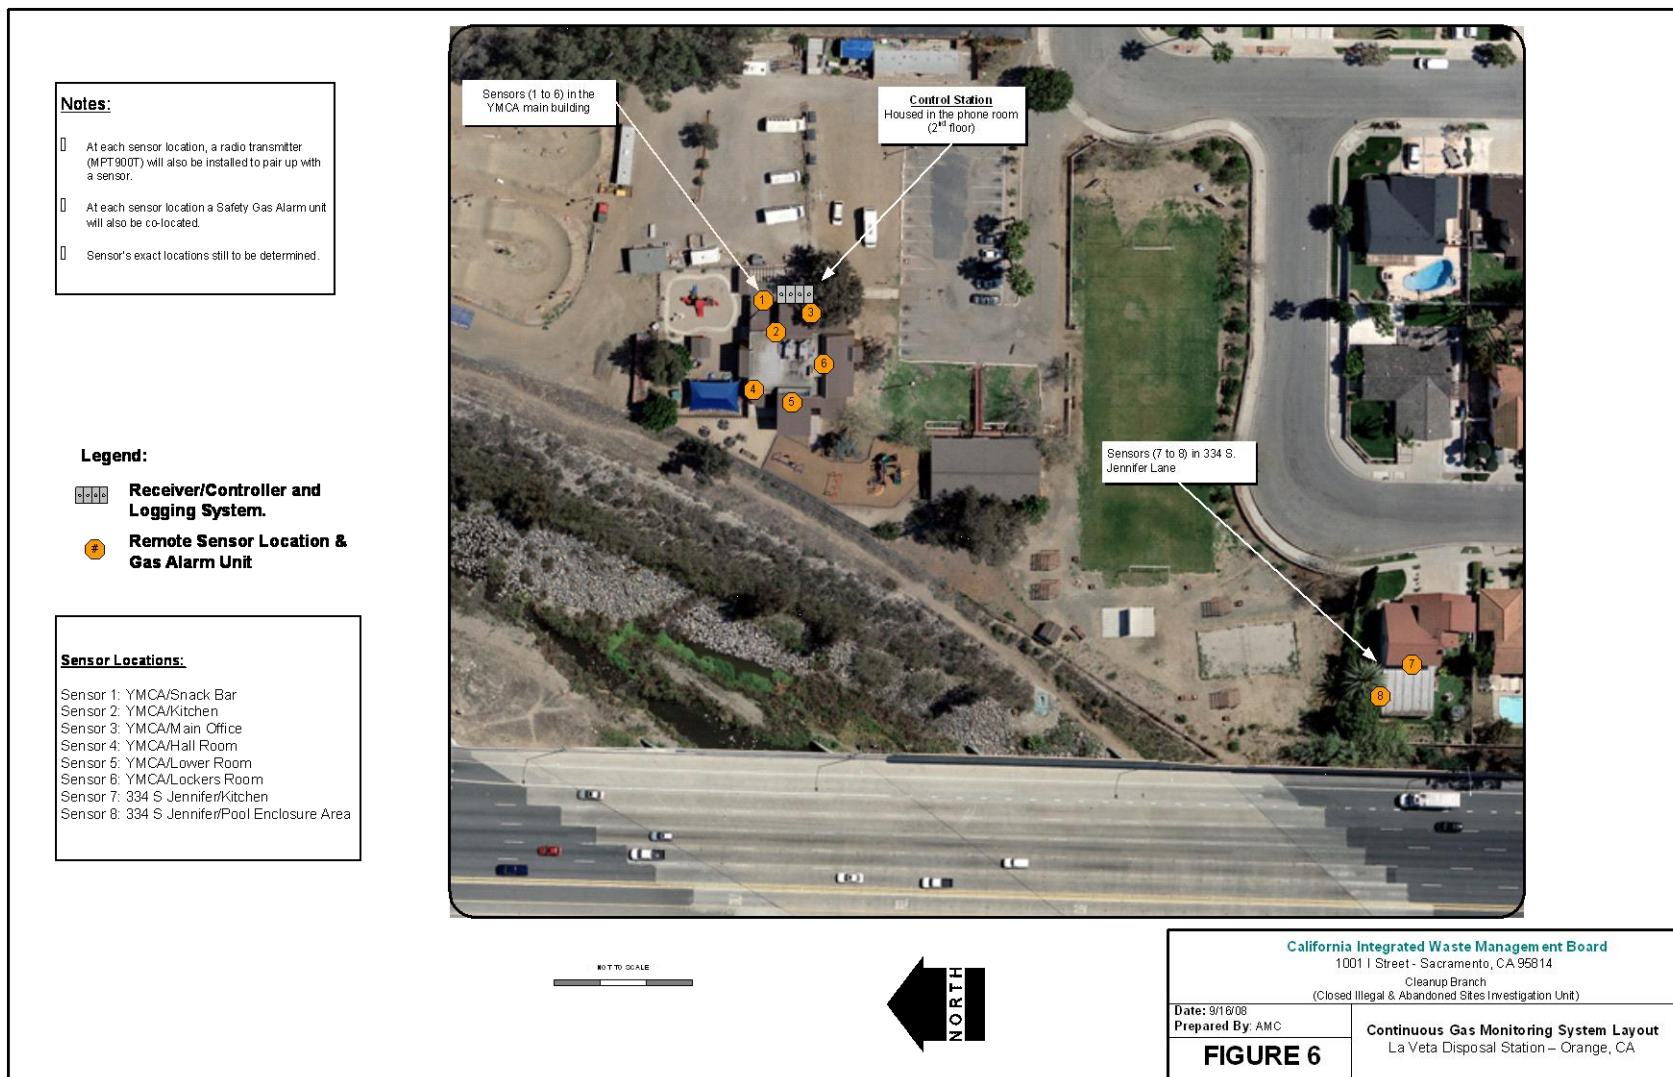 Notes:
At each sensor location, a radio transmitter
(MPT900T) will also be installed to pair up with
a sensor.
At each sensor location a Safety Gas Alarm unit
will also be co-located.
Sensor's exact locations still to be determined.
Legend:
Receiver/Controller and
Logging System.
#
Remote Sensor Location &
Gas Alarm Unit
Sensor Locations:
Sensor 1: YMCA/Snack Bar
Sensor 2: YMCA/Kitchen
Sensor 3: YMCA/Main Office
Sensor 4: YMCA/Hall Room
Sensor 5: YMCA/Lower Room
Sensor 6: YMCA/Lockers Room
Sensor 7: 334 S Jennifer/Kitchen
Sensor 8: 334 S Jennifer/Pool Enclosure Area
Sensors (1 to 6) in the
YMCA main building
Control Station
Housed in the phone room
(2nd floor)
1
2
3
4
5
6
Sensors (7 to 8) in 334 S.
Jennifer Lane
7
8
NOT TO SCALE
NORTH
California Integrated Waste Management Board
1001 I Street - Sacramento, CA 95814
Cleanup Branch
(Closed Illegal & Abandoned Sites Investigation Unit)
Date: 9/16/08
Prepared By: AMC
FIGURE 6
Continuous Gas Monitoring System Layout
La Veta Disposal Station – Orange, CA